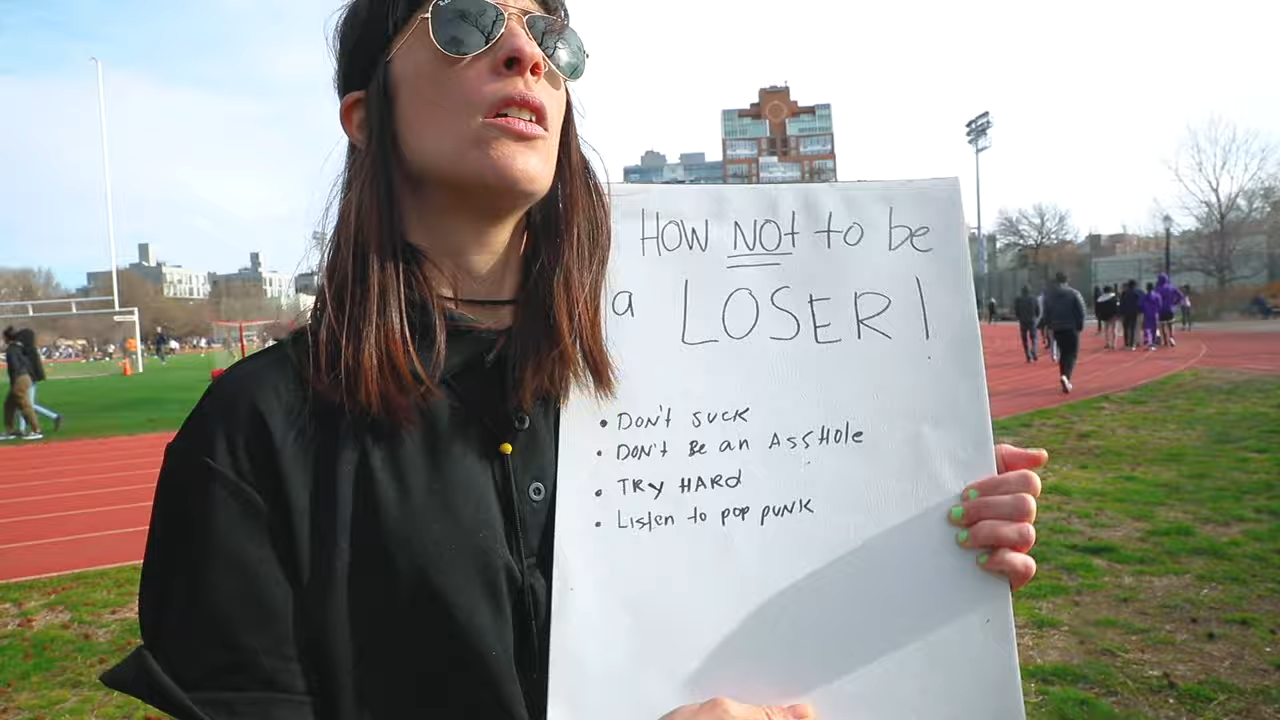 HOW NOt to be
a LOSER!
• DON't SUCK
• DON't Be an AssHole
• TRy HARd
• Listen to pop puNK